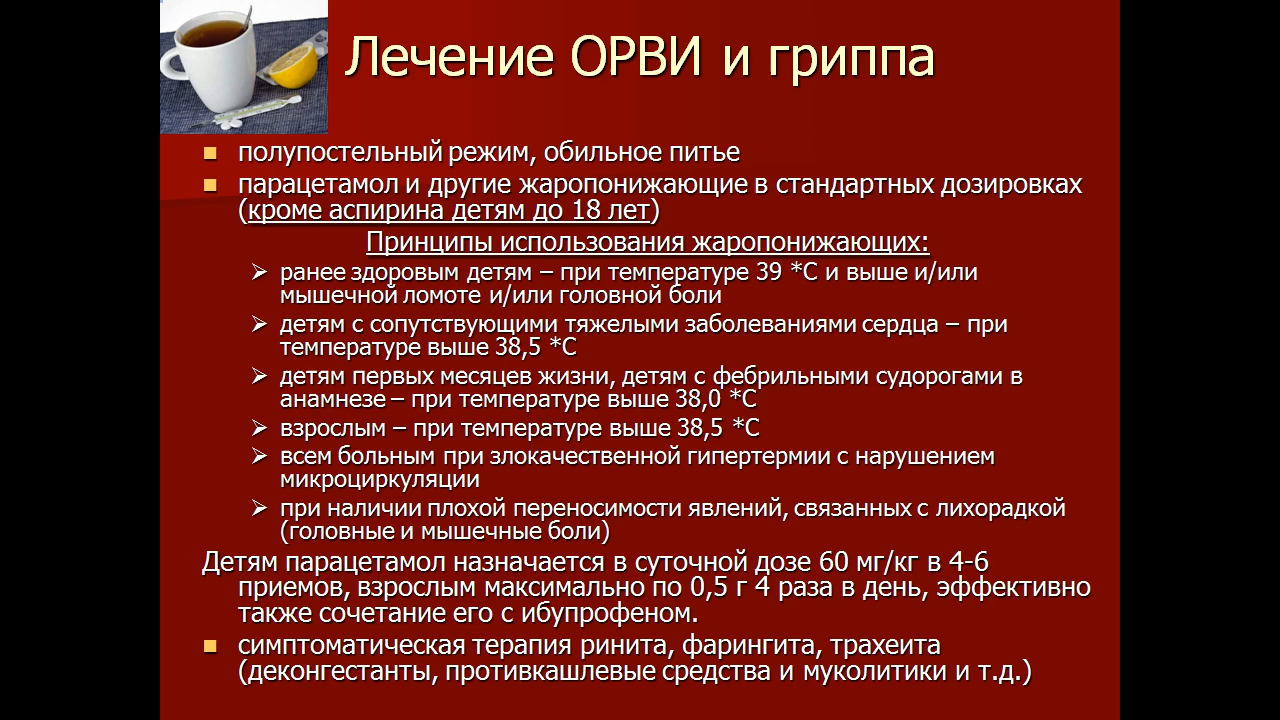 Лечение ОРВИ и гриппа
полупостельный режим, обильное питье
парацетамол и другие жаропонижающие в стандартных дозировках
(кроме аспирина детям до 18 лет)
Принципы использования жаропонижающих:
ранее здоровым детям – при температуре 39 *С и выше и/или
мышечной ломоте и/или головной боли
детям с сопутствующими тяжелыми заболеваниями сердца – при
температуре выше 38,5 *С
детям первых месяцев жизни, детям с фебрильными судорогами в
анамнезе – при температуре выше 38,0 *С
взрослым – при температуре выше 38,5 *С
всем больным при злокачественной гипертермии с нарушением
микроциркуляции
при наличии плохой переносимости явлений, связанных с лихорадкой
(головные и мышечные боли)
Детям парацетамол назначается в суточной дозе 60 мг/кг в 4-6
приемов, взрослым максимально по 0,5 г 4 раза в день, эффективно
также сочетание его с ибупрофеном.
симптоматическая терапия ринита, фарингита, трахеита
(деконгестанты, противкашлевые средства и муколитики и т.д.)